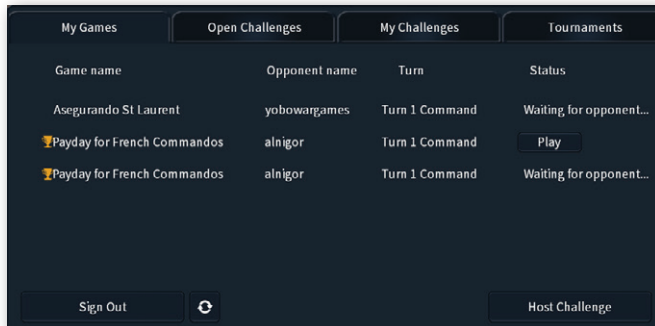 My Games Open Challenges My Challenges Tournaments
Game name Opponent name Turn Status
Asegurando St Laurent yobowargames Turn 1 Command Waiting for opponent...
Payday for French Commandos alnigor Turn 1 Command Play
Payday for French Commandos alnigor Turn 1 Command Waiting for opponent...
Sign Out Host Challenge